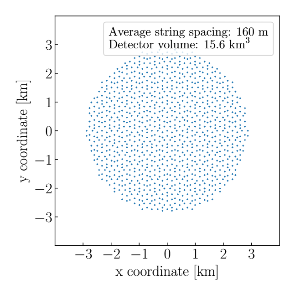 Average string spacing: 160 m
Detector volume: 15.6 km³
3
2
1
0
−1
−2
−3
y coordinate [km]
−3 −2 −1 0 1 2 3
x coordinate [km]